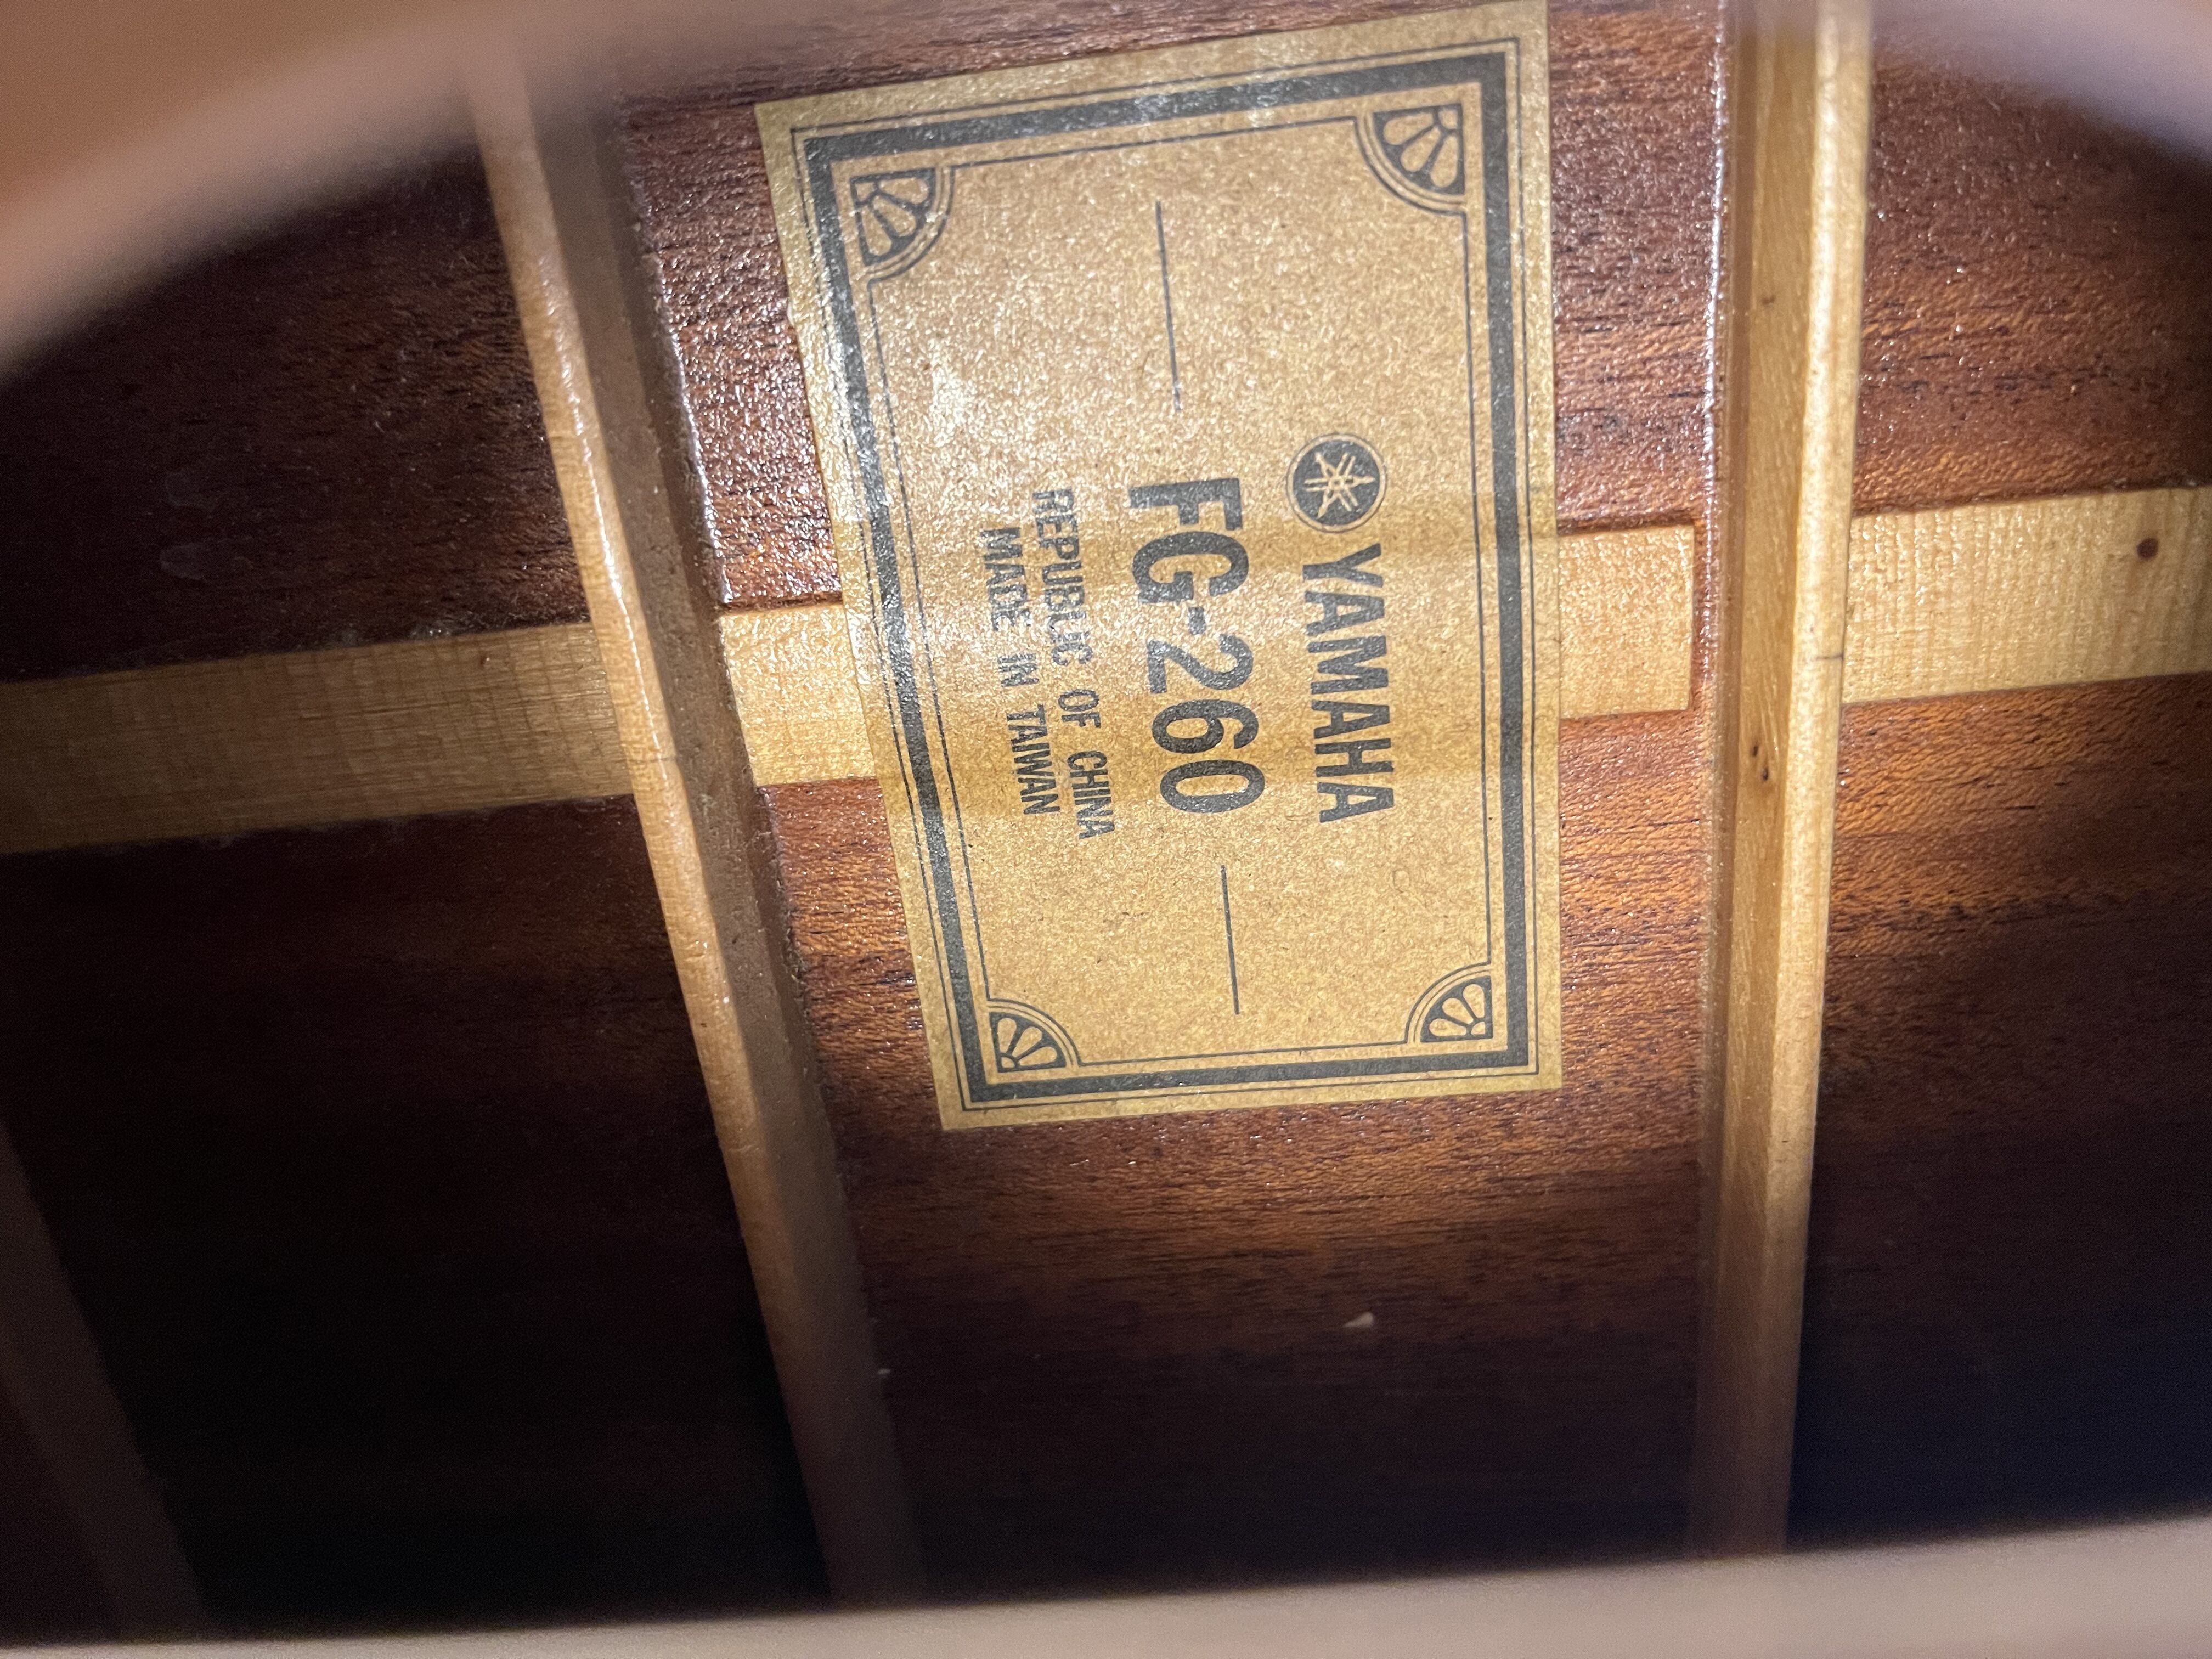 YAMAHA
FG-260
REPUBLIC OF CHINA
MADE IN TAIWAN